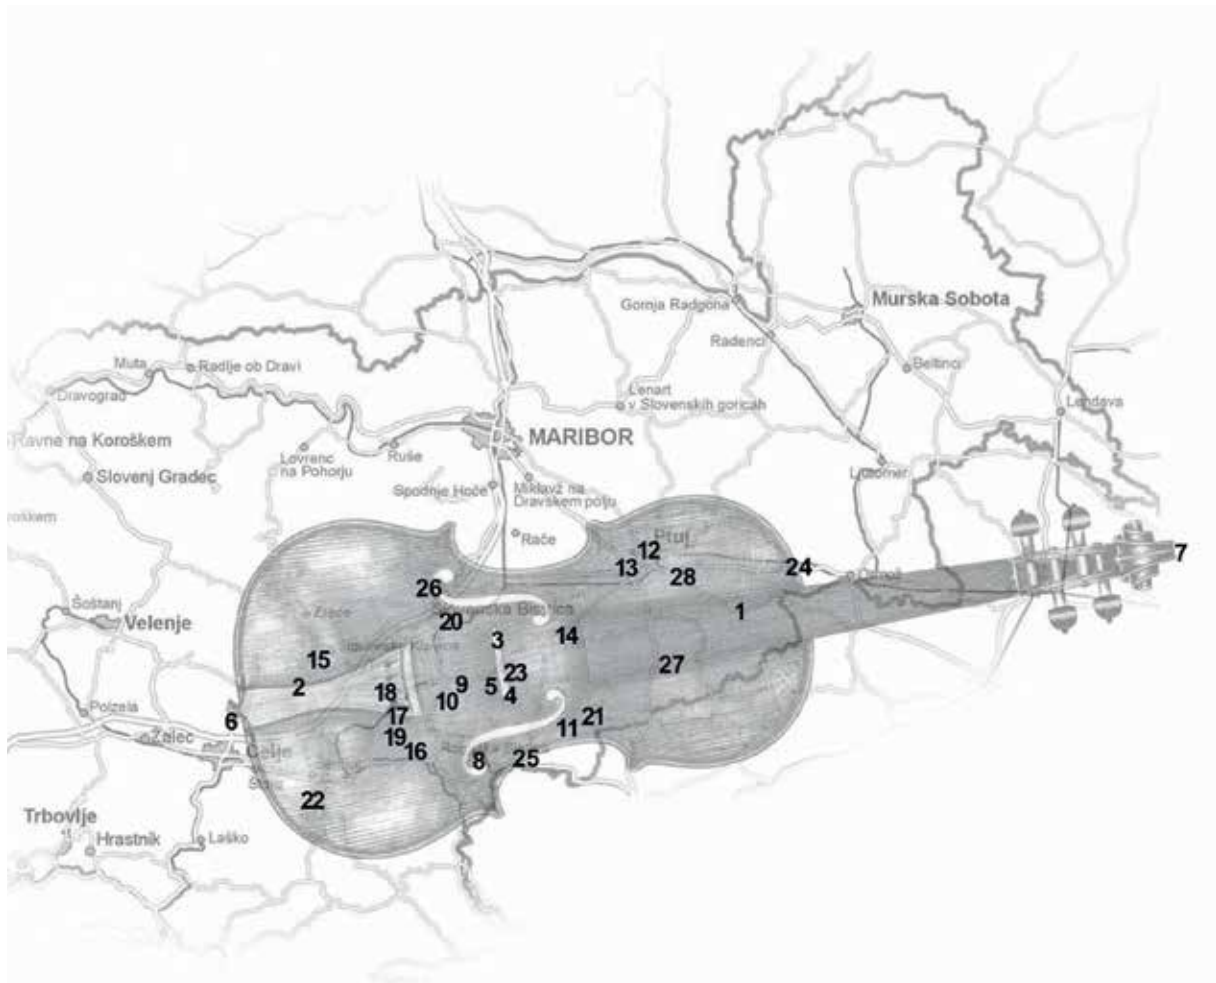 Murska Sobota
Gornja Radgona
Radenci
Muta
Radlje ob Dravi
Beltinci
Dravograd
Lenart
v Slovenskih goricah
Lendava
Ravne na Koroškem
MARIBOR
Lovrenc
na Pohorju
Ruše
Slovenj Gradec
Ljutomer
Spodnje Hoče
Miklavž na
Dravskem polju
Rače
Ptuj
12
7
13
28
24
26
Zreče
Slovenska Bistrica
1
Šoštanj
Velenje
20
3
14
15
23
27
2
18
9
5
4
10
Polzela
6
17
21
11
Žalec
19
Celje
16
8
25
22
Trbovlje
Hrastnik
Laško